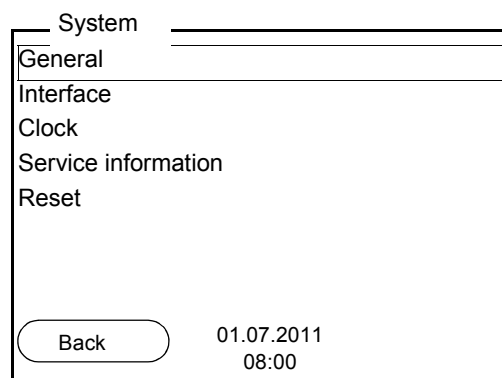 System
General
Interface
Clock
Service information
Reset
Back
01.07.2011
08:00